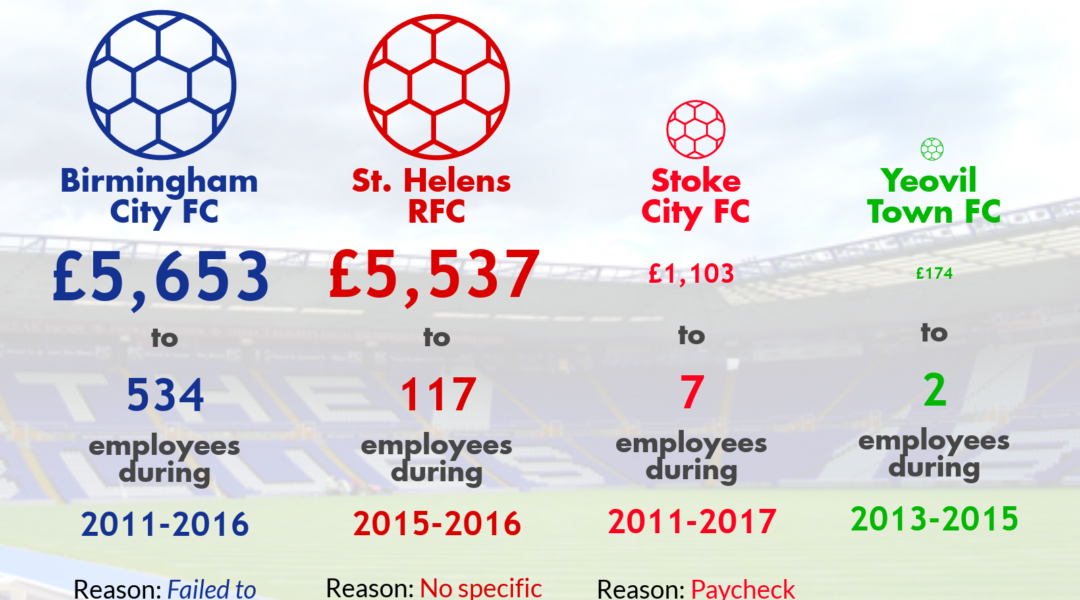 Birmingham
City FC
£5,653
to
534
employees
during
2011-2016
Reason: Failed to
St. Helens
RFC
£5,537
to
117
employees
during
2015-2016
Reason: No specific
Stoke
City FC
£1,103
to
7
employees
during
2011-2017
Reason: Paycheck
Yeovil
Town FC
£174
to
2
employees
during
2013-2015
THE